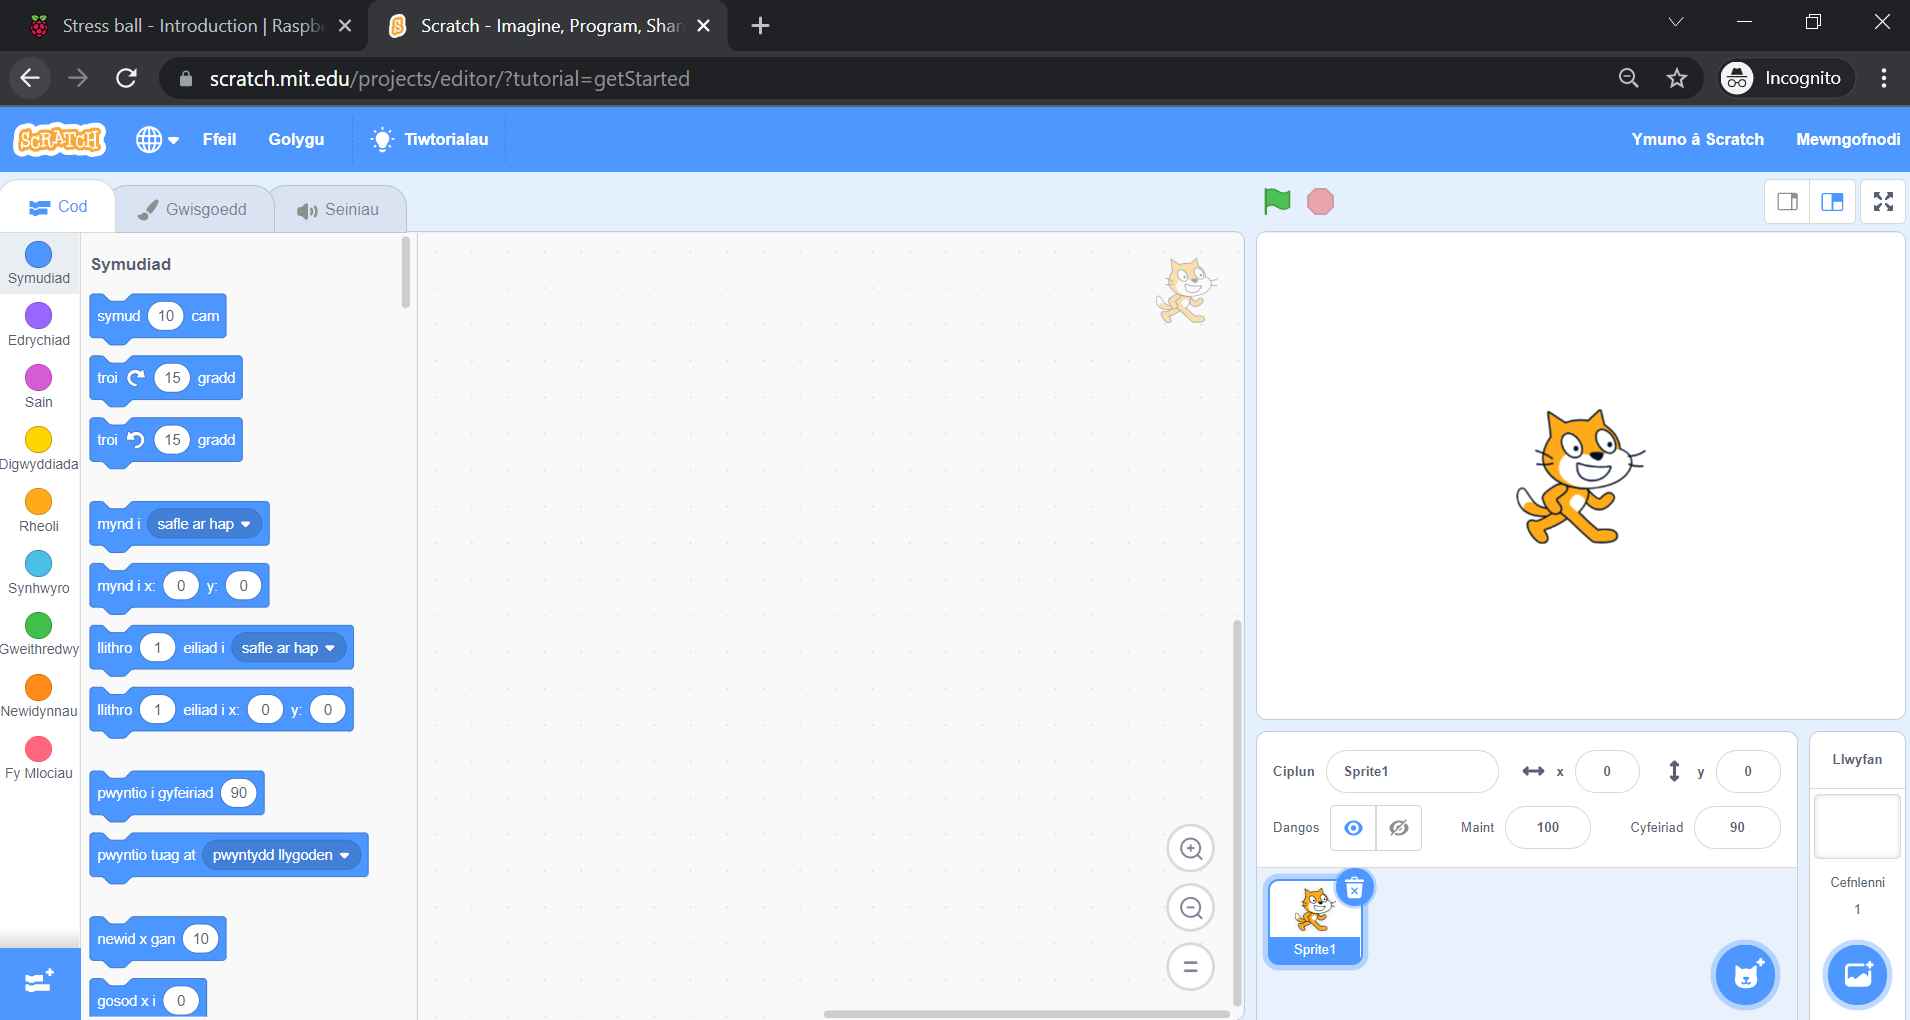 Stress ball - Introduction | Raspbe
Scratch - Imagine, Program, Shar
scratch.mit.edu/projects/editor/?tutorial=getStarted
Incognito
SCRATCH
Ffeil
Golygu
Tiwtorialau
Ymuno â Scratch
Mewngofnodi
Cod
Gwisgoedd
Seiniau
Symudiad
Edrychiad
Sain
Digwyddiada
Rheoli
Synhwyro
Gweithredwy
Newidynnau
Fy Mlociau
Symudiad
symud 10 cam
troi 15 gradd
troi 15 gradd
mynd i safle ar hap
mynd i x: 0 y: 0
llithro 1 eiliad i safle ar hap
llithro 1 eiliad i x: 0 y: 0
pwyntio i gyfeiriad 90
pwyntio tuag at pwyntydd llygoden
newid x gan 10
gosod x i 0
Ciplun Sprite1 x 0 y 0
Dangos Maint 100 Cyfeiriad 90
Sprite1
Llwyfan
Cefnlenni
1